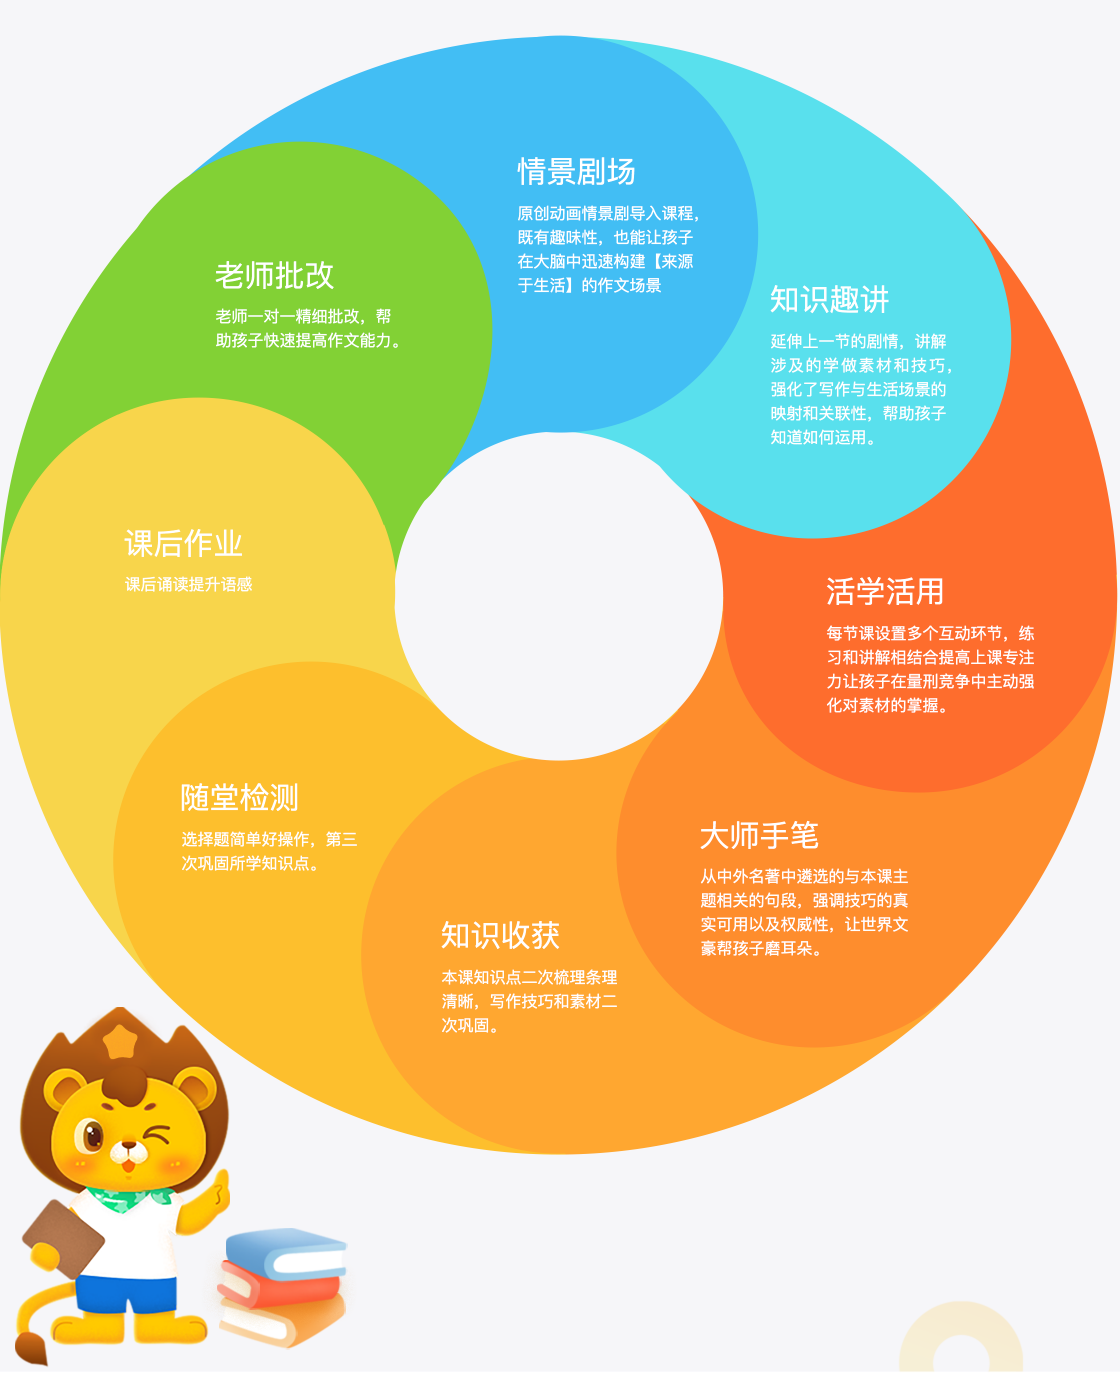 情景剧场
原创动画情景剧导入课程，
既有趣味性，也能让孩子
在大脑中迅速构建【来源
于生活】的作文场景
知识趣讲
延伸上一节的剧情，讲解
涉及的学做素材和技巧，
强化了写作与生活场景的
映射和关联性，帮助孩子
知道如何运用。
活学活用
每节课设置多个互动环节，练
习和讲解相结合提高上课专注
力让孩子在量刑竞争中主动强
化对素材的掌握。
大师手笔
从中外名著中遴选的与本课主
题相关的句段，强调技巧的真
实可用以及权威性，让世界文
豪帮孩子磨耳朵。
知识收获
本课知识点二次梳理条理
清晰，写作技巧和素材二
次巩固。
随堂检测
选择题简单好操作，第三
次巩固所学知识点。
课后作业
课后诵读提升语感
老师批改
老师一对一精细批改，帮
助孩子快速提高作文能力。